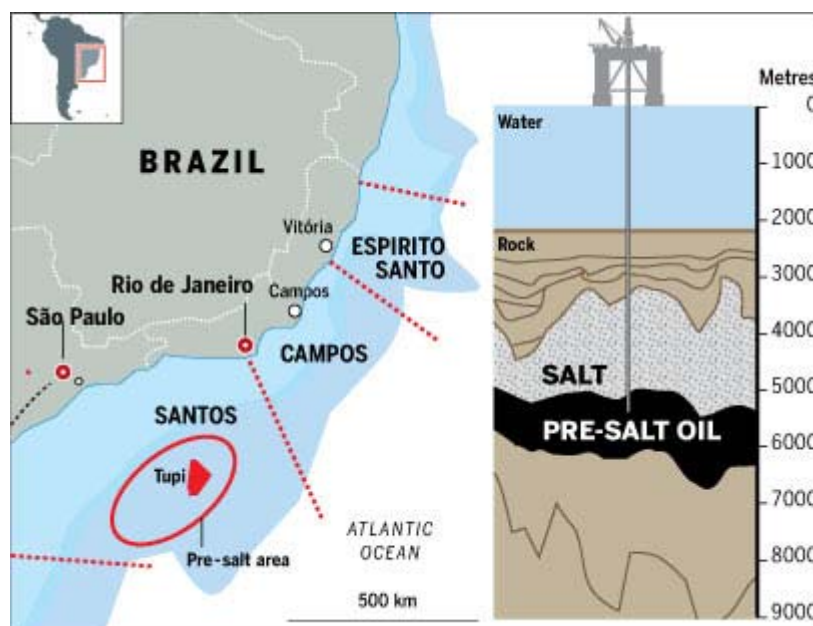 BRAZIL
Vitória
ESPIRITO
SANTO
Rio de Janeiro
Campos
São Paulo
CAMPOS
SANTOS
Tupi
Pre-salt area
ATLANTIC
OCEAN
500 km
Metres
Water
Rock
SALT
PRE-SALT OIL
0
1000
2000
3000
4000
5000
6000
7000
8000
9000